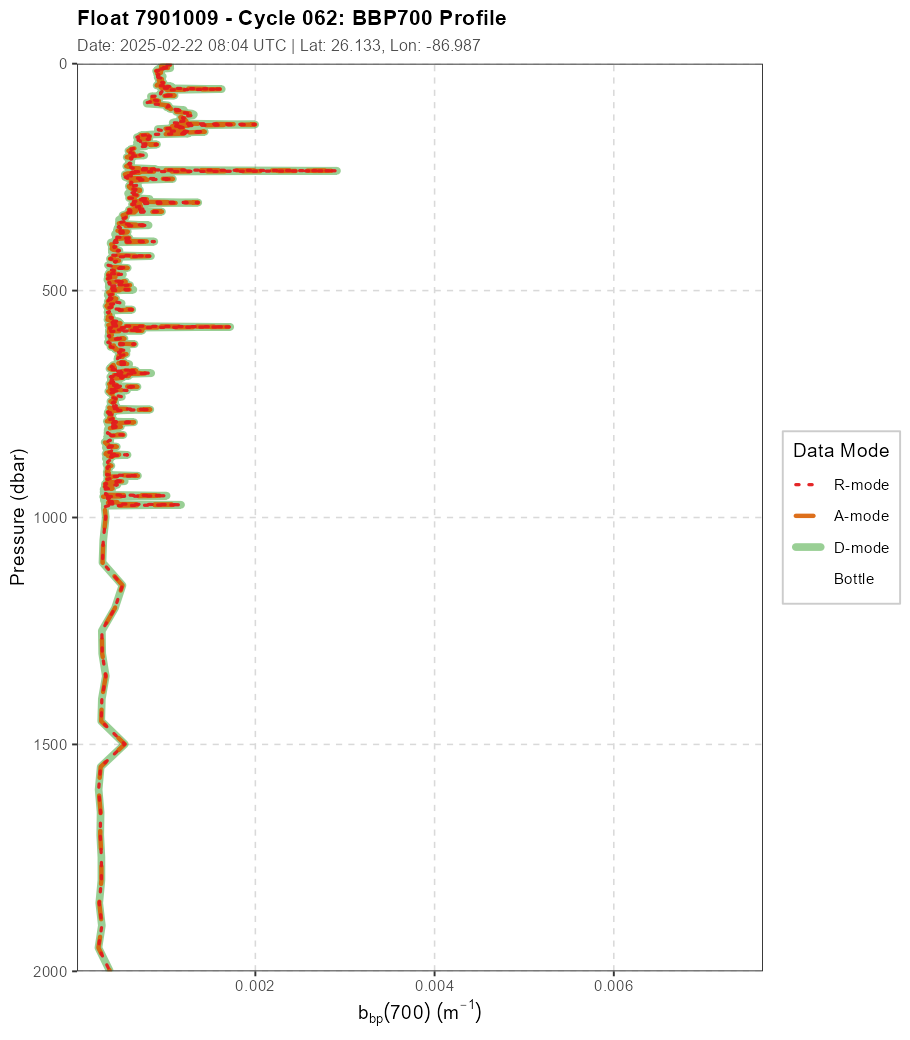 Float 7901009 - Cycle 062: BBP700 Profile
Date: 2025-02-22 08:04 UTC | Lat: 26.133, Lon: -86.987
0
500
1000
1500
2000
Pressure (dbar)
0.002
0.004
0.006
b_bp(700) (m⁻¹)
Data Mode
R-mode
A-mode
D-mode
Bottle